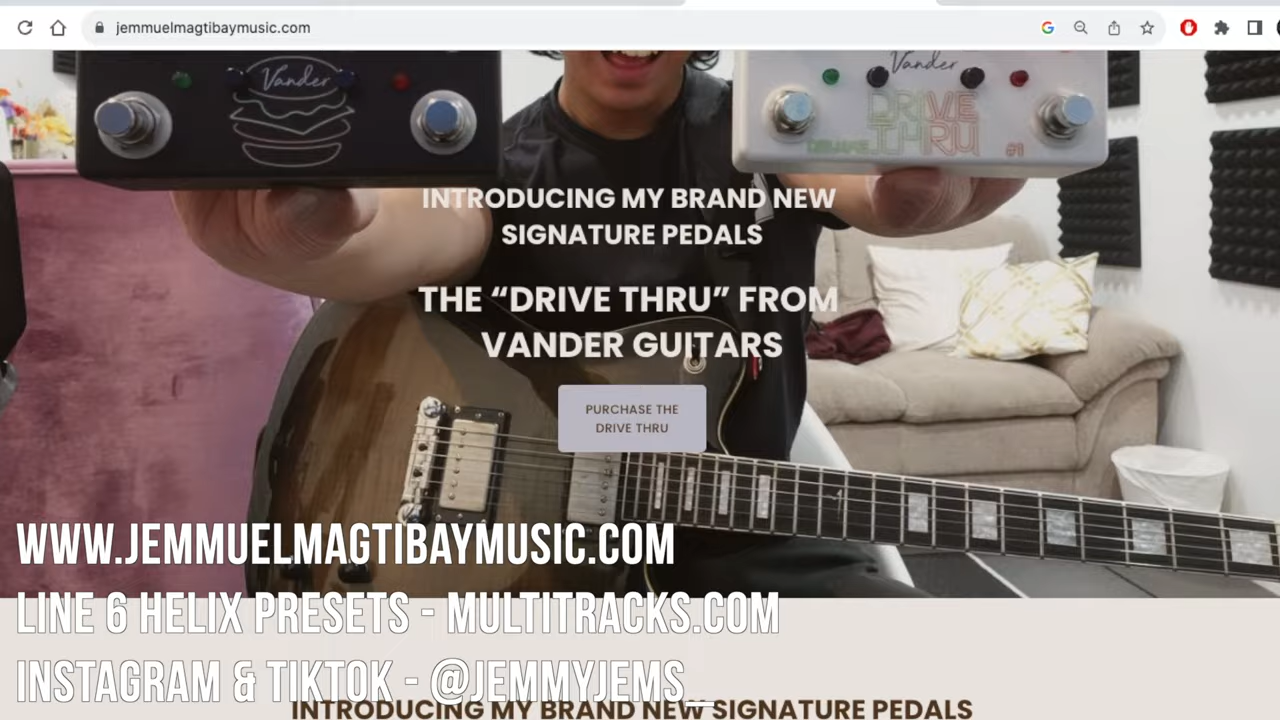 jemmuelmagtibaymusic.com
Vander
Vander
DRIVE
THRU
#1
INTRODUCING MY BRAND NEW
SIGNATURE PEDALS
THE “DRIVE THRU” FROM
VANDER GUITARS
PURCHASE THE
DRIVE THRU
WWW.JEMMUELMAGTIBAYMUSIC.COM
LINE 6 HELIX PRESETS - MULTITRACKS.COM
INSTAGRAM & TIKTOK - @JEMMYJEMS_
INTRODUCING MY BRAND NEW SIGNATURE PEDALS